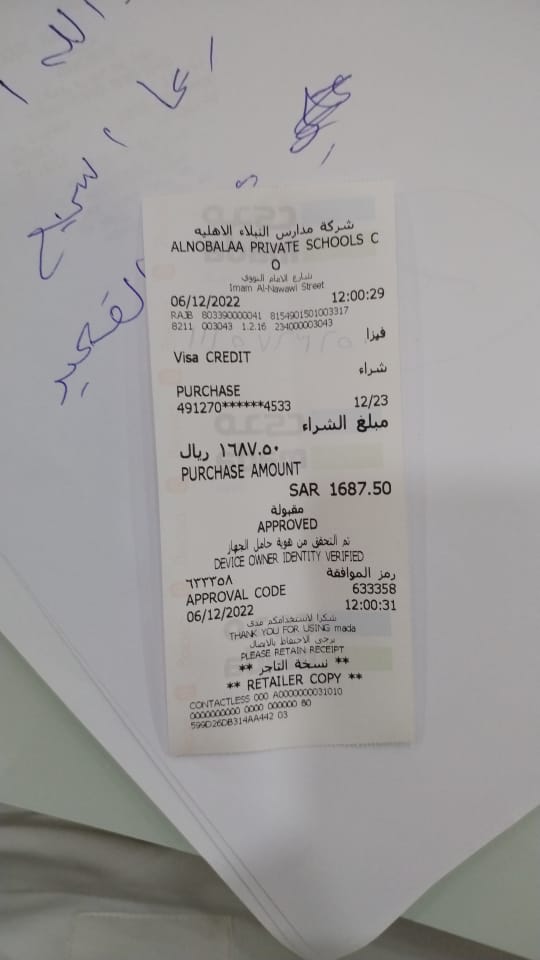 الله
اعا
اسبح
القصير
شركة مدارس النبلاء الاهليه
ALNOBALAA PRIVATE SCHOOLS C
O
شارع الامام النووي
Imam Al-Nawawi Street
06/12/2022 12:00:29
RAJB 803390000041 8154901501003317
8211 003043 1.2.16 234000003043
فيزا
Visa CREDIT
شراء
PURCHASE
491270******4533 12/23
مبلغ الشراء
١٦٨٧.٥٠ ريال
PURCHASE AMOUNT
SAR 1687.50
مقبولة
APPROVED
تم التحقق من هوية حامل الجهاز
DEVICE OWNER IDENTITY VERIFIED
رمز الموافقة
٦٣٣٣٥٨
APPROVAL CODE 633358
06/12/2022 12:00:31
شكرا لاستخدامكم مدى
THANK YOU FOR USING mada
يرجى الاحتفاظ بالايصال
PLEASE RETAIN RECEIPT
** نسخة التاجر **
** RETAILER COPY **
CONTACTLESS 000 A0000000031010
0000000000 0000 000000 80
599D26DB314AA442 03